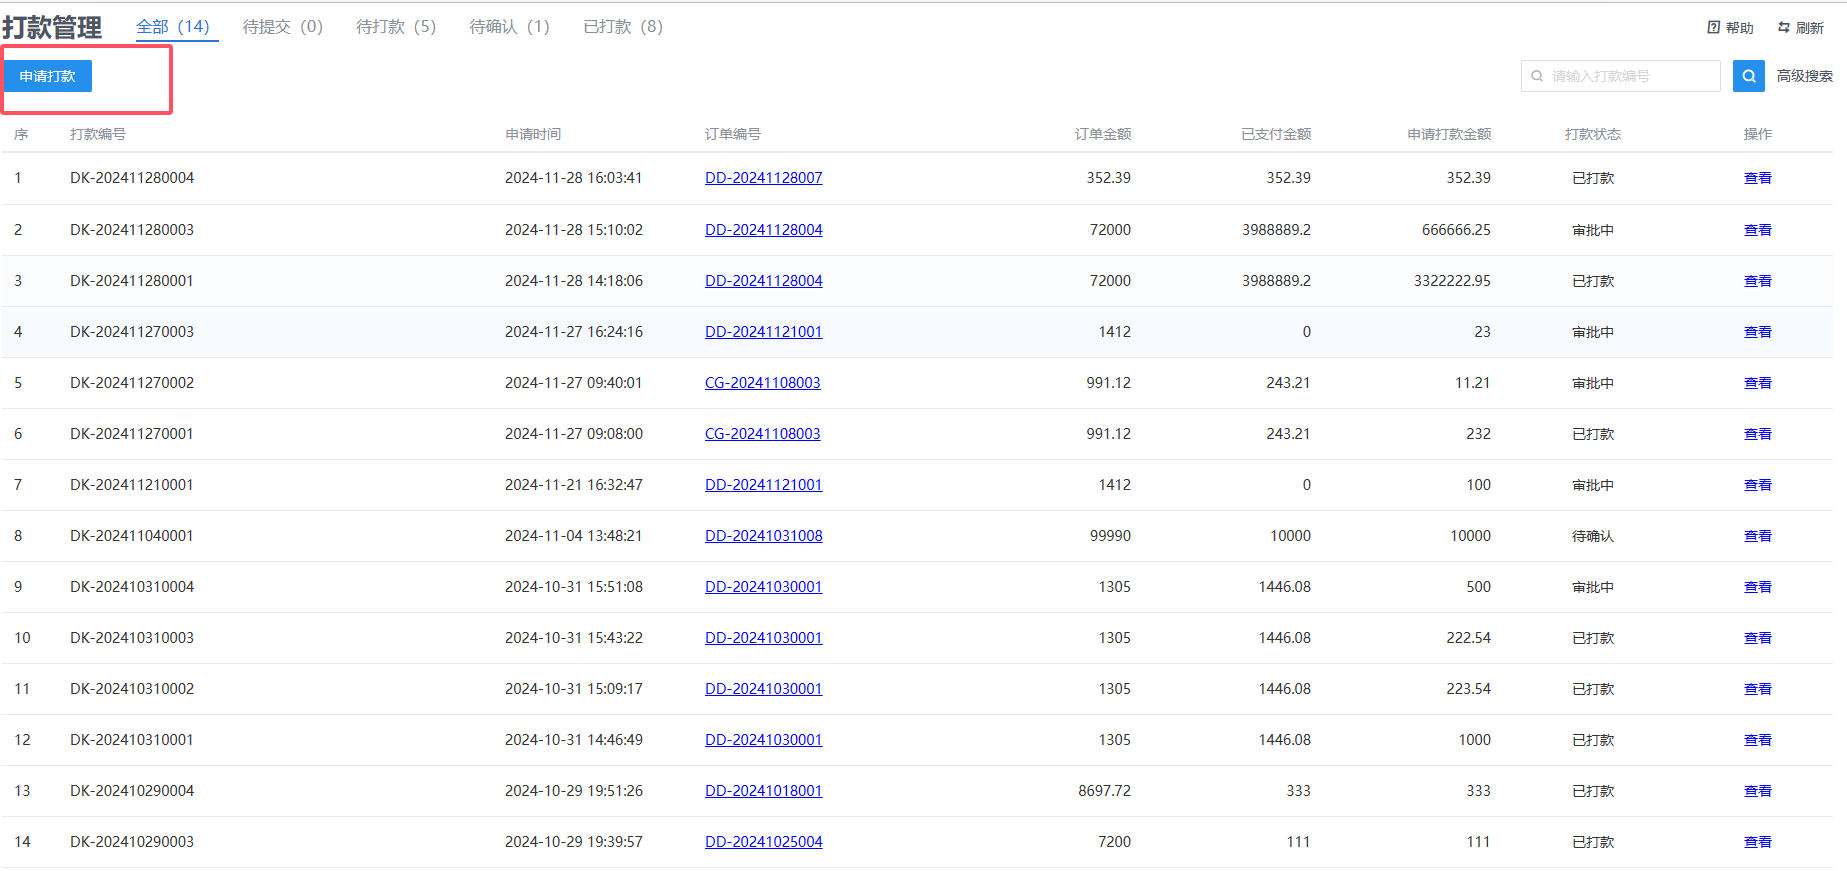 打款管理 全部（14） 待提交（0） 待打款（5） 待确认（1） 已打款（8） 帮助 刷新
申请打款 请输入打款编号 高级搜索
序 打款编号 申请时间 订单编号 订单金额 已支付金额 申请打款金额 打款状态 操作
1 DK-202411280004 2024-11-28 16:03:41 DD-20241128007 352.39 352.39 352.39 已打款 查看
2 DK-202411280003 2024-11-28 15:10:02 DD-20241128004 72000 3988889.2 666666.25 审批中 查看
3 DK-202411280001 2024-11-28 14:18:06 DD-20241128004 72000 3988889.2 3322222.95 已打款 查看
4 DK-202411270003 2024-11-27 16:24:16 DD-20241121001 1412 0 23 审批中 查看
5 DK-202411270002 2024-11-27 09:40:01 CG-20241108003 991.12 243.21 11.21 审批中 查看
6 DK-202411270001 2024-11-27 09:08:00 CG-20241108003 991.12 243.21 232 已打款 查看
7 DK-202411210001 2024-11-21 16:32:47 DD-20241121001 1412 0 100 审批中 查看
8 DK-202411040001 2024-11-04 13:48:21 DD-20241031008 99990 10000 10000 待确认 查看
9 DK-202410310004 2024-10-31 15:51:08 DD-20241030001 1305 1446.08 500 审批中 查看
10 DK-202410310003 2024-10-31 15:43:22 DD-20241030001 1305 1446.08 222.54 已打款 查看
11 DK-202410310002 2024-10-31 15:09:17 DD-20241030001 1305 1446.08 223.54 已打款 查看
12 DK-202410310001 2024-10-31 14:46:49 DD-20241030001 1305 1446.08 1000 已打款 查看
13 DK-202410290004 2024-10-29 19:51:26 DD-20241018001 8697.72 333 333 已打款 查看
14 DK-202410290003 2024-10-29 19:39:57 DD-20241025004 7200 111 111 已打款 查看